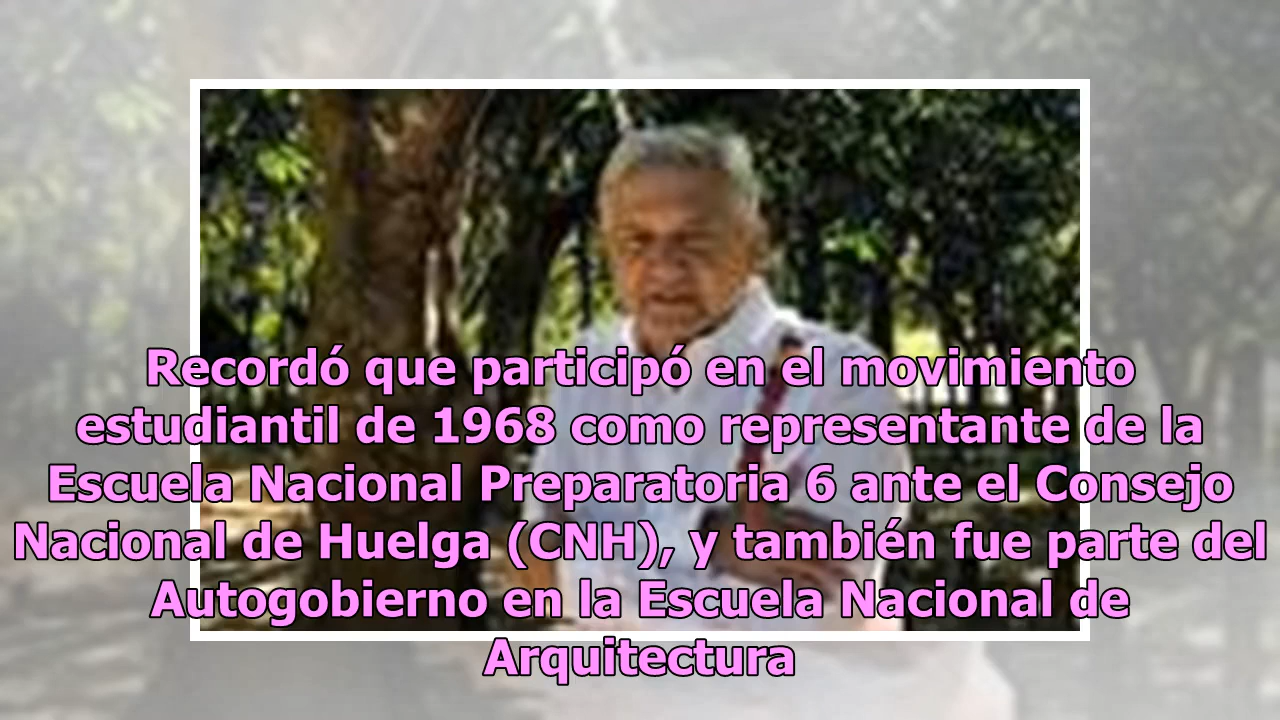 Recordó que participó en el movimiento
estudiantil de 1968 como representante de la
Escuela Nacional Preparatoria 6 ante el Consejo
Nacional de Huelga (CNH), y también fue parte del
Autogobierno en la Escuela Nacional de
Arquitectura